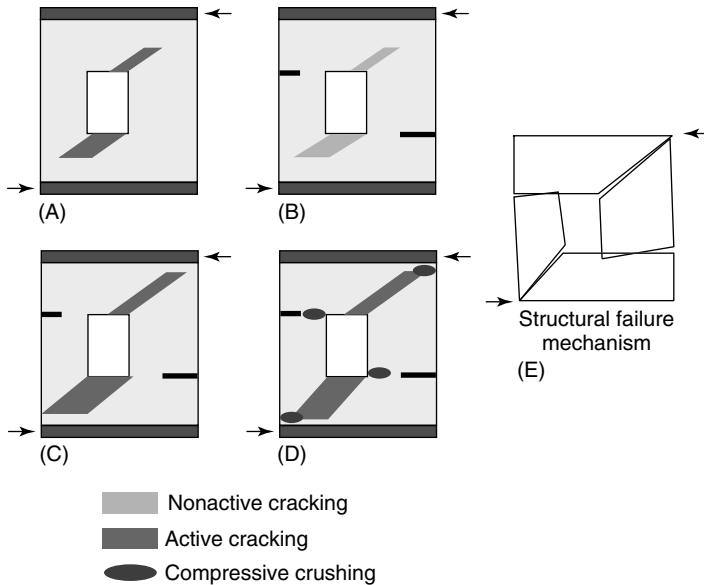 (A)
(B)
(C)
(D)
Structural failure
mechanism
(E)
Nonactive cracking
Active cracking
Compressive crushing